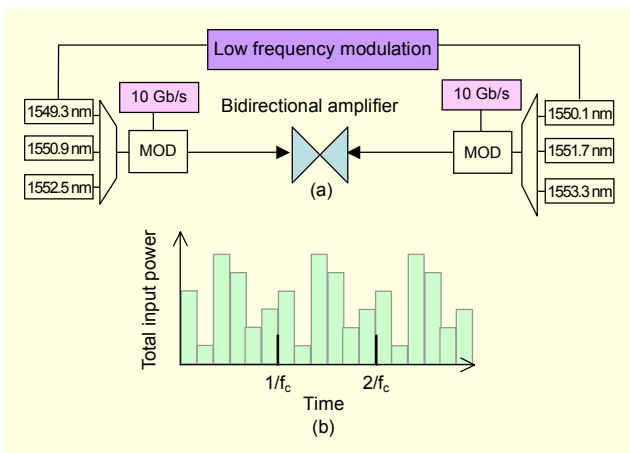 Low frequency modulation
10 Gb/s
10 Gb/s
Bidirectional amplifier
1549.3 nm
1550.9 nm
1552.5 nm
MOD
MOD
1550.1 nm
1551.7 nm
1553.3 nm
(a)
Total input power
1/fc
2/fc
Time
(b)